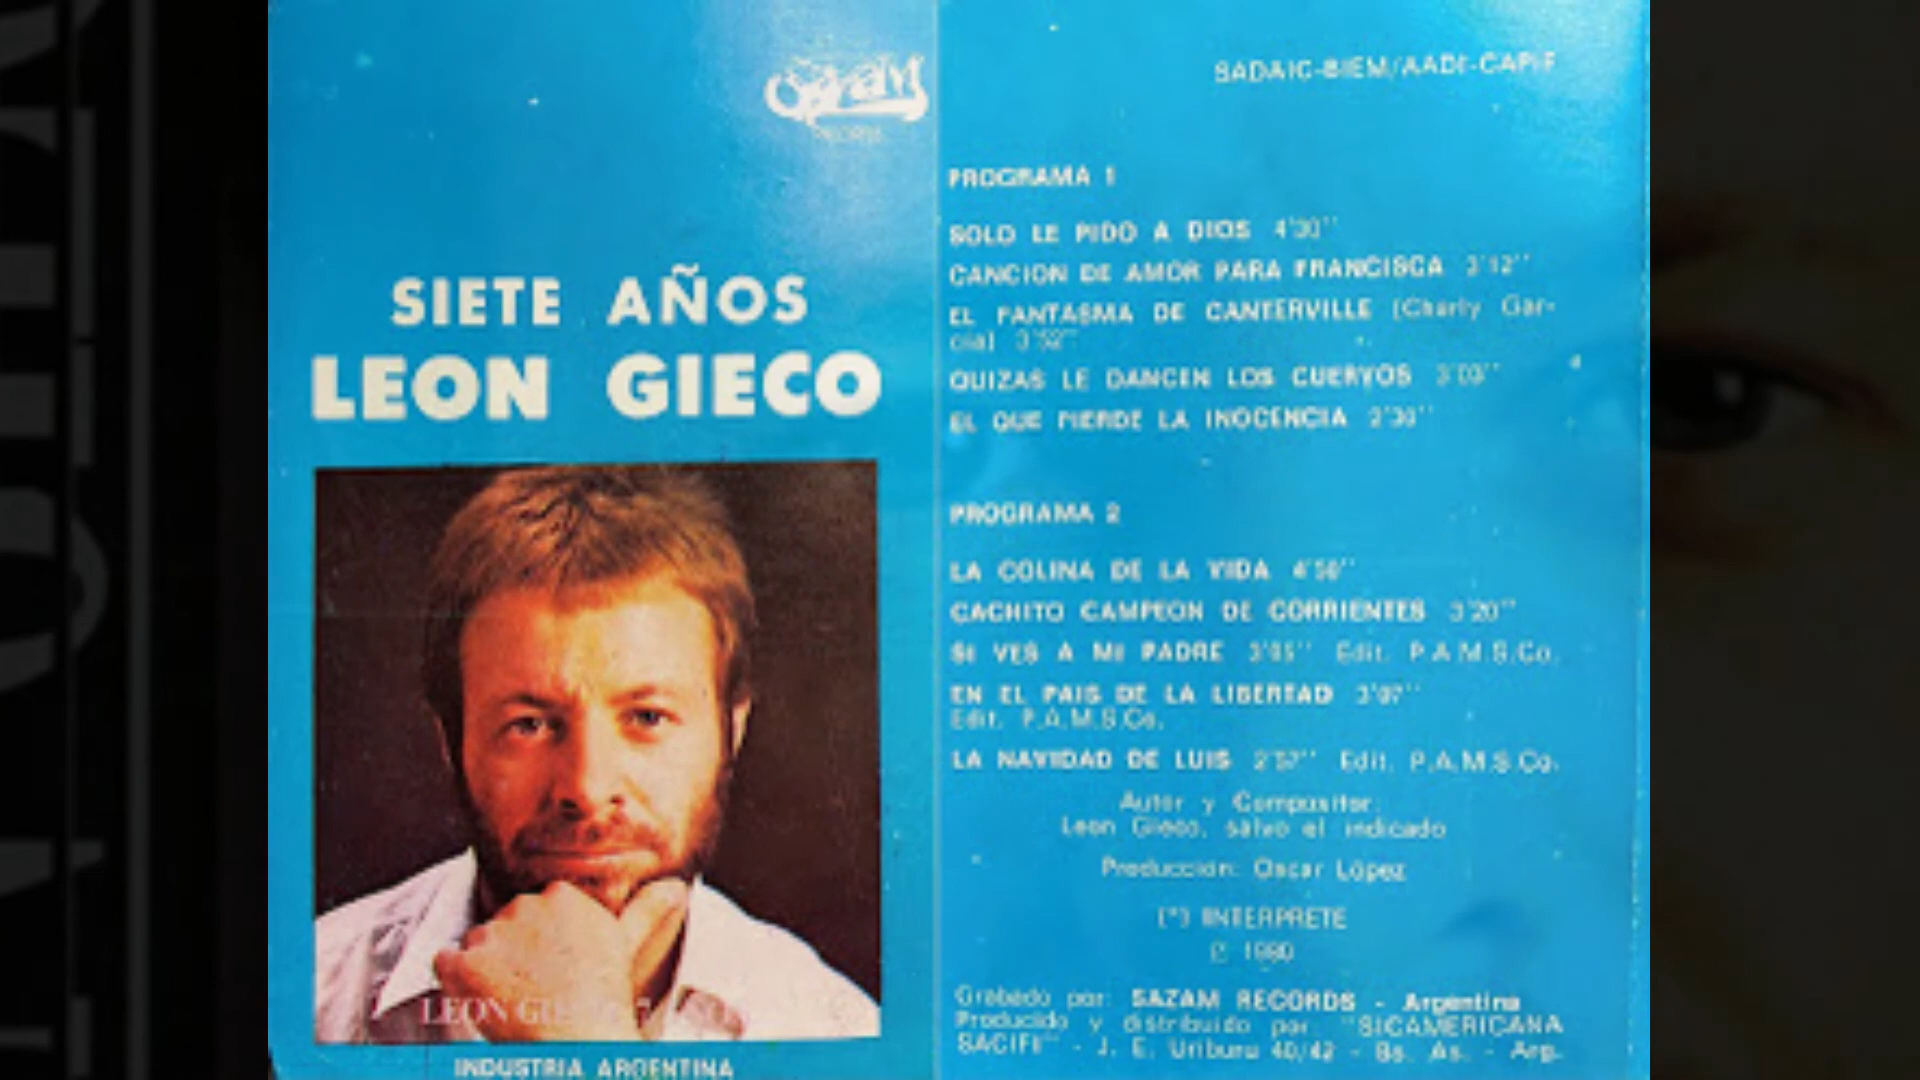 Sazam
RECORDS
SIETE AÑOS
LEON GIECO
LEON GIECO 7
INDUSTRIA ARGENTINA
SADAIC-BIEM/AADI-CAPIF
PROGRAMA 1
SOLO LE PIDO A DIOS 4'30''
CANCION DE AMOR PARA FRANCISCA 3'12''
EL FANTASMA DE CANTERVILLE (Charly Gar-
cia) 3'52''
QUIZAS LE DANCEN LOS CUERVOS 3'03''
EL QUE PIERDE LA INOCENCIA 2'30''
PROGRAMA 2
LA COLINA DE LA VIDA 4'50''
CACHITO CAMPEON DE CORRIENTES 3'20''
SI VES A MI PADRE 3'05'' Edit. P.A.M.S.Co.
EN EL PAIS DE LA LIBERTAD 3'07''
Edit. P.A.M.S.Co.
LA NAVIDAD DE LUIS 2'57'' Edit. P.A.M.S.Co.
Autor y Compositor:
Leon Gieco, salvo el indicado
Producción: Oscar López
(*) INTERPRETE
℗ 1980
Grabado por: SAZAM RECORDS - Argentina
Producido y distribuido por "SICAMERICANA
SACIFI" - J. E. Uriburu 40/42 - Bs. As. - Arg.